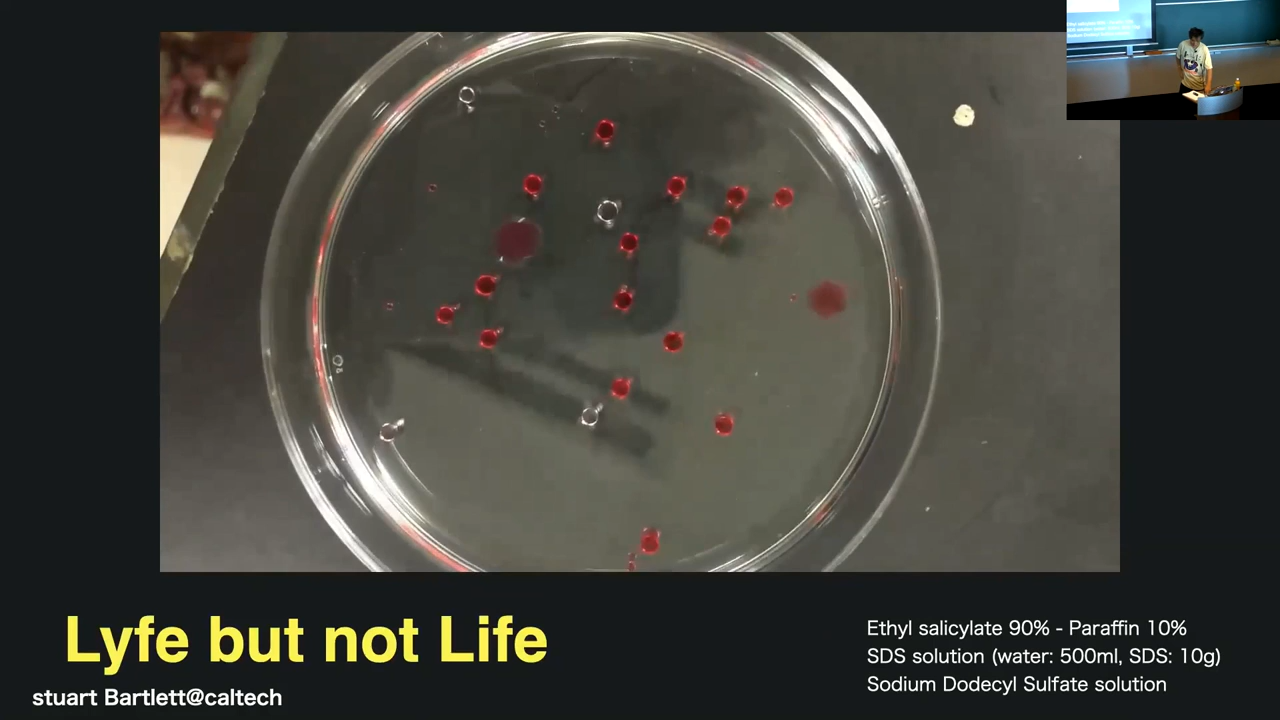 Lyfe but not Life
stuart Bartlett@caltech
Ethyl salicylate 90% - Paraffin 10%
SDS solution (water: 500ml, SDS: 10g)
Sodium Dodecyl Sulfate solution